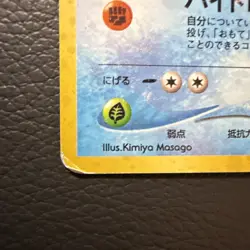 ハイドロ
自分についてい
投げ、「おもて」
ことのできるコ
にげる
弱点
抵抗力
Illus.Kimiya Masago